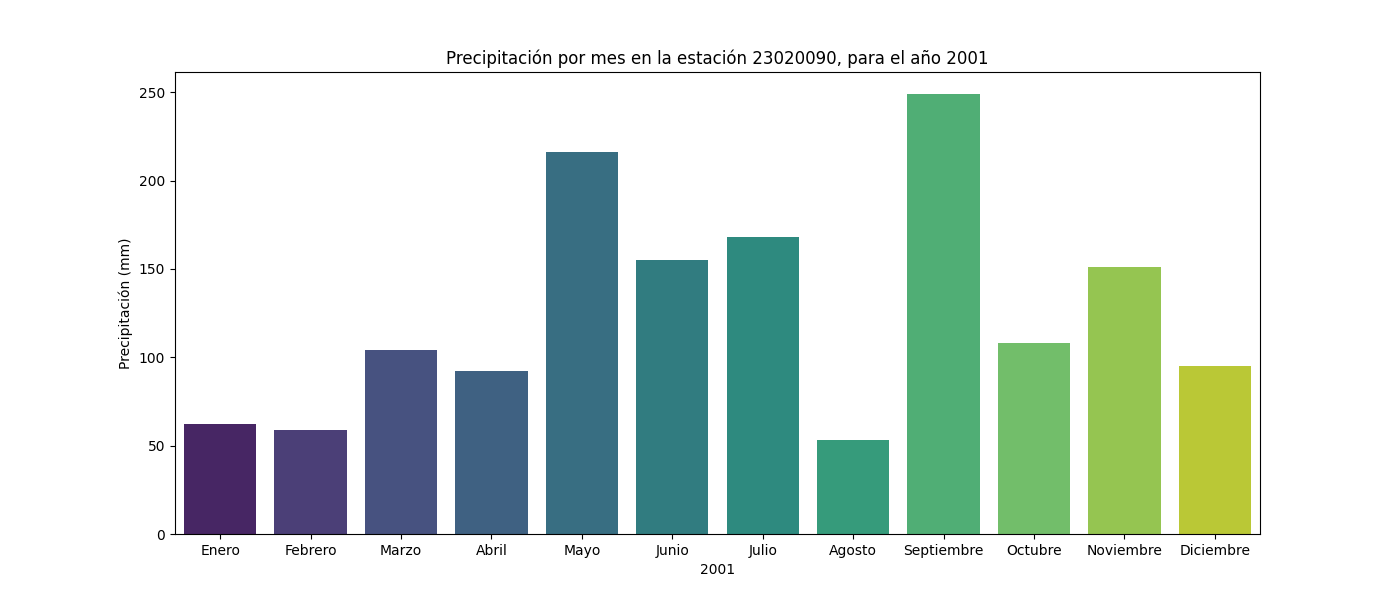 Precipitación por mes en la estación 23020090, para el año 2001
Precipitación (mm)
250
200
150
100
50
0
Enero Febrero Marzo Abril Mayo Junio Julio Agosto Septiembre Octubre Noviembre Diciembre
2001